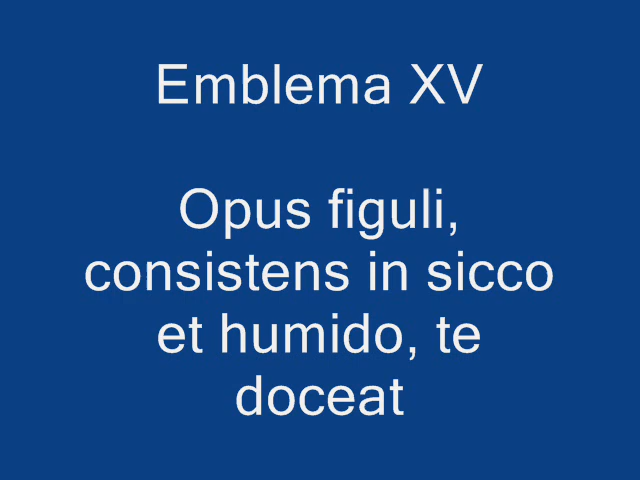 Emblema XV
Opus figuli,
consistens in sicco
et humido, te
doceat